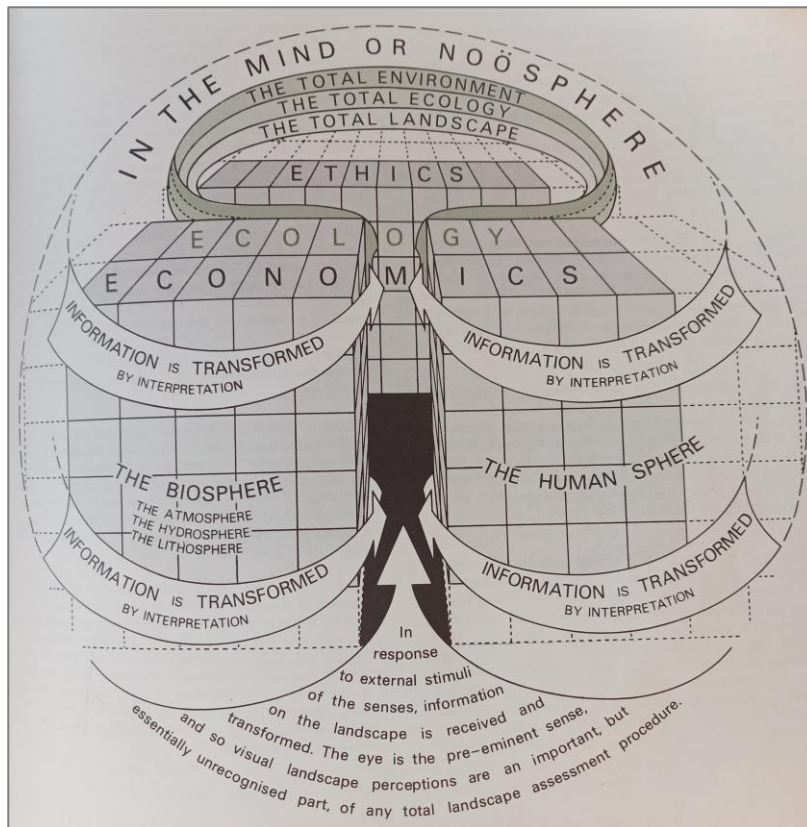 IN THE MIND OR NOÖSPHERE
THE TOTAL ENVIRONMENT
THE TOTAL ECOLOGY
THE TOTAL LANDSCAPE
ETHICS
ECOLOGY
ECONOMICS
INFORMATION IS TRANSFORMED
BY INTERPRETATION
INFORMATION IS TRANSFORMED
BY INTERPRETATION
THE BIOSPHERE
THE ATMOSPHERE
THE HYDROSPHERE
THE LITHOSPHERE
THE HUMAN SPHERE
INFORMATION IS TRANSFORMED
BY INTERPRETATION
INFORMATION IS TRANSFORMED
BY INTERPRETATION
In
response
to external stimuli
of the senses, information
on the landscape is received and
transformed. The eye is the pre-eminent sense,
and so visual landscape perceptions are an important, but
essentially unrecognised part, of any total landscape assessment procedure.